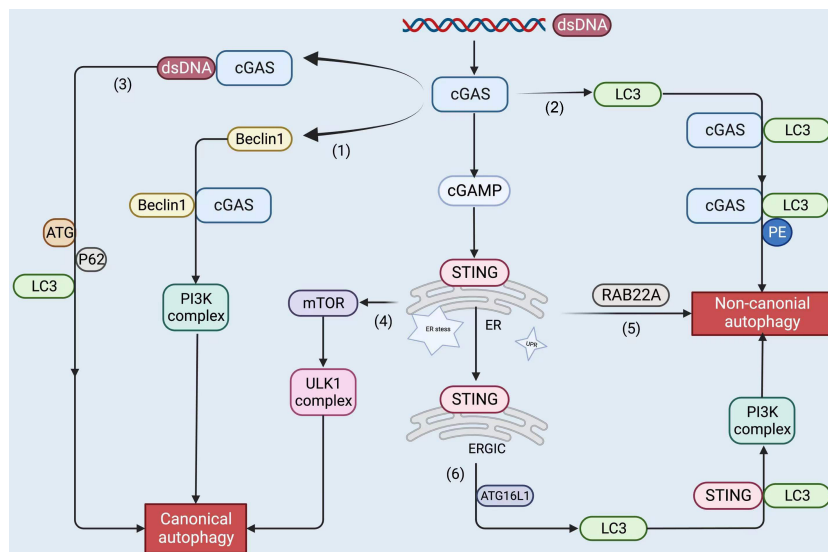 dsDNA
(3)
dsDNA
cGAS
cGAS
(2)
LC3
Beclin1
(1)
cGAS
LC3
cGAMP
Beclin1
cGAS
cGAS
LC3
PE
ATG
P62
LC3
STING
mTOR
(4)
ER stess
ER
UPR
RAB22A
(5)
Non-canonial
autophagy
PI3K
complex
ULK1
complex
STING
ERGIC
PI3K
complex
(6)
ATG16L1
STING
LC3
LC3
Canonical
autophagy